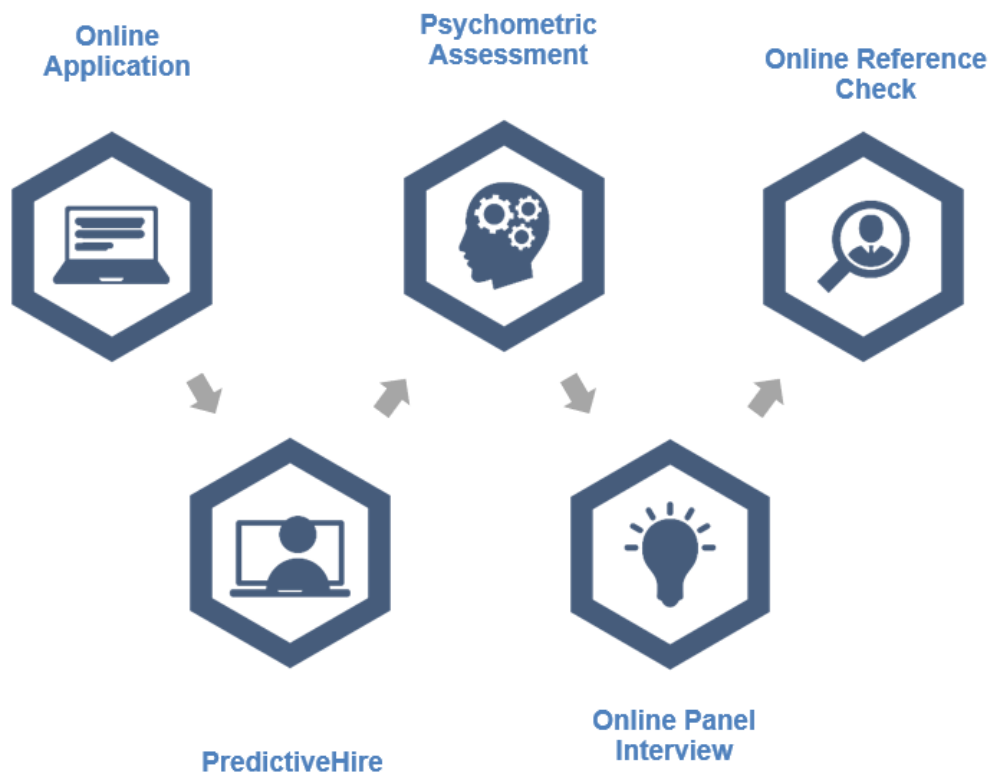 Online
Application
Psychometric
Assessment
Online Reference
Check
PredictiveHire
Online Panel
Interview